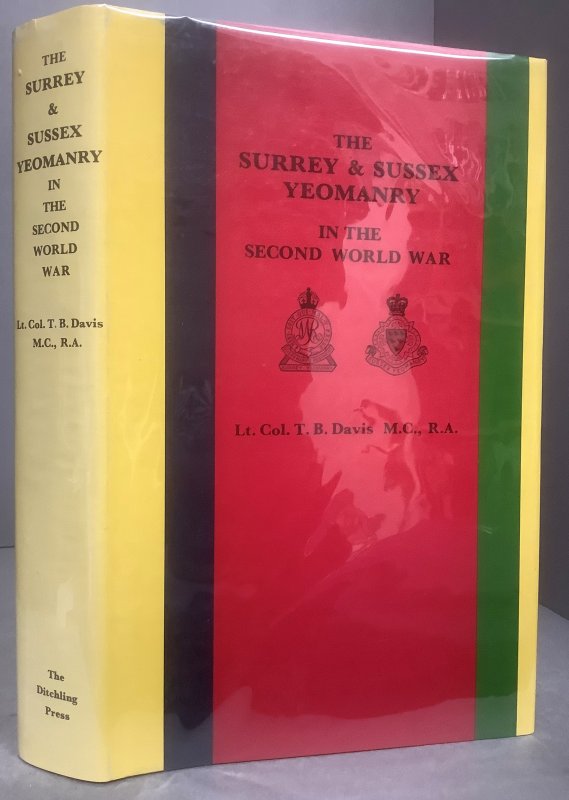 THE
SURREY
&
SUSSEX
YEOMANRY
IN
THE
SECOND
WORLD
WAR
Lt. Col. T. B. Davis
M.C., R.A.
The
Ditchling
Press
THE
SURREY & SUSSEX
YEOMANRY
IN THE
SECOND WORLD WAR
Lt. Col. T. B. Davis M.C., R.A.